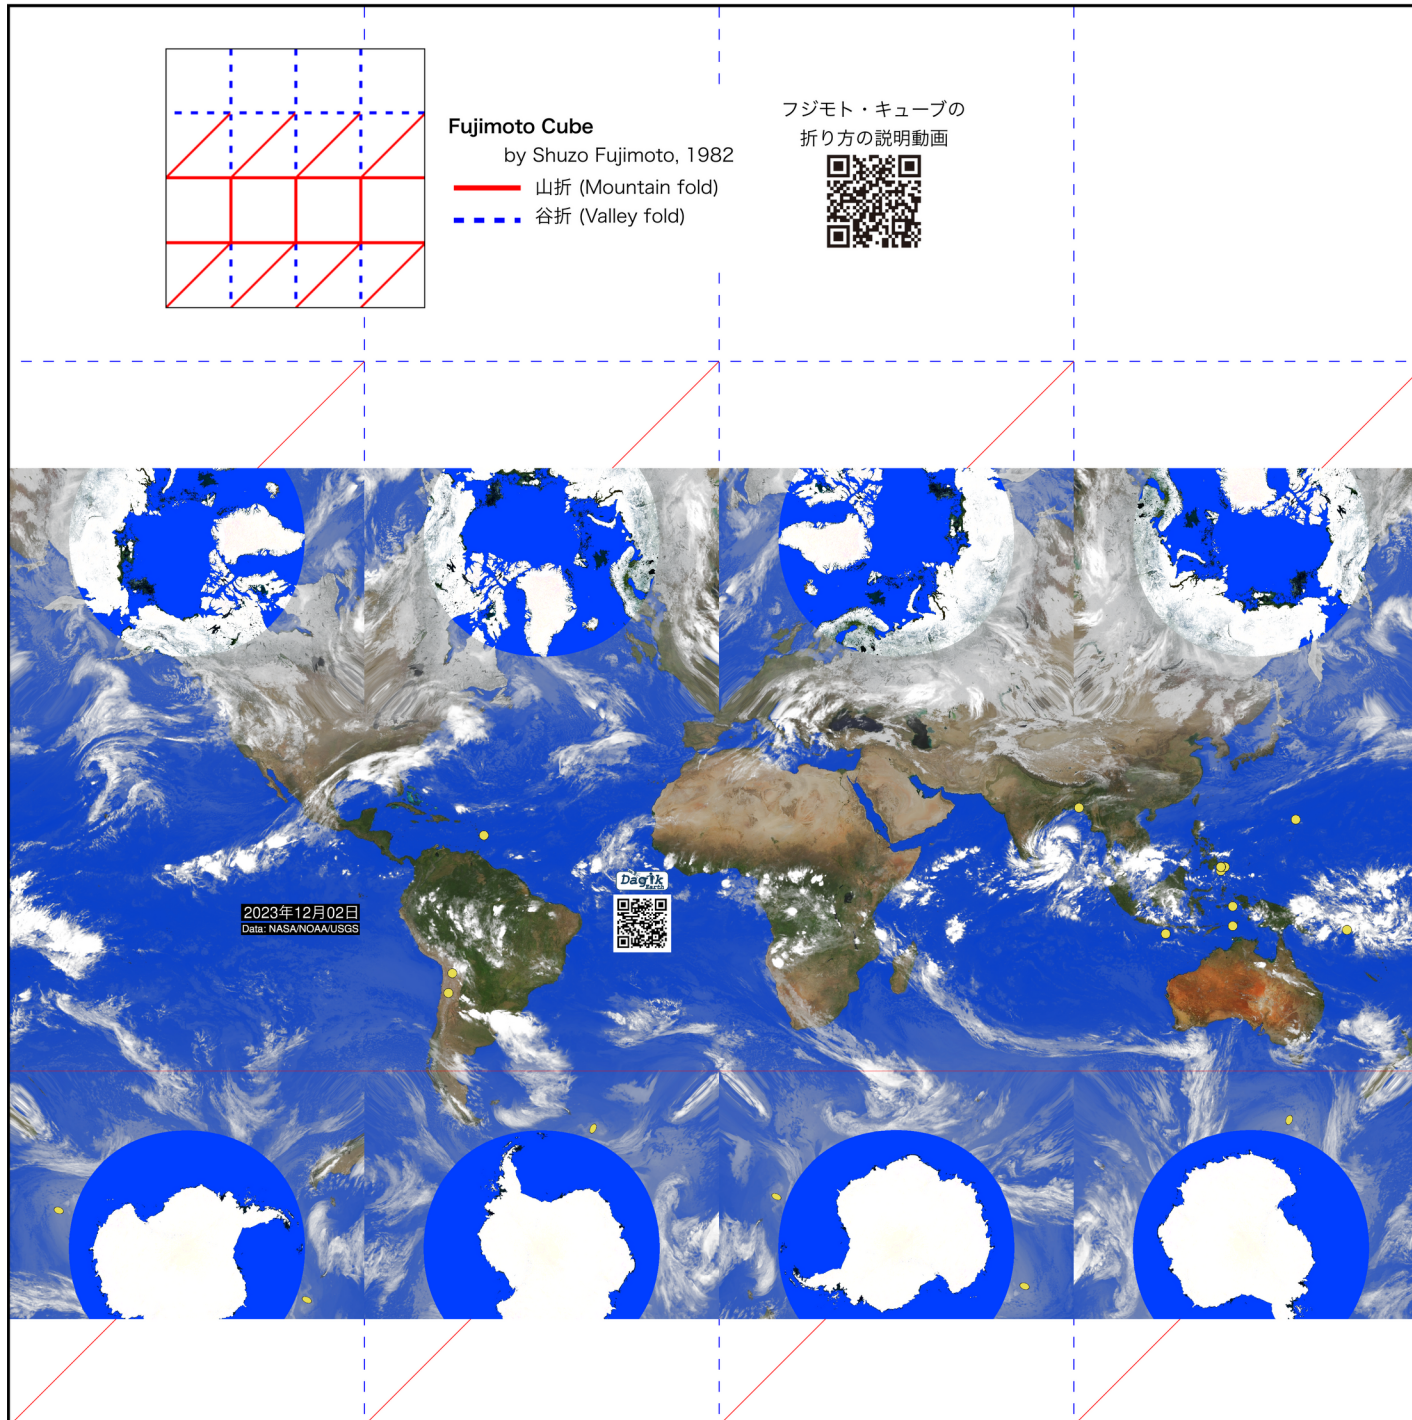 Fujimoto Cube
by Shuzo Fujimoto, 1982
山折 (Mountain fold)
谷折 (Valley fold)
フジモト・キューブの
折り方の説明動画
Dagik
Earth
2023年12月02日
Data: NASA/NOAA/USGS